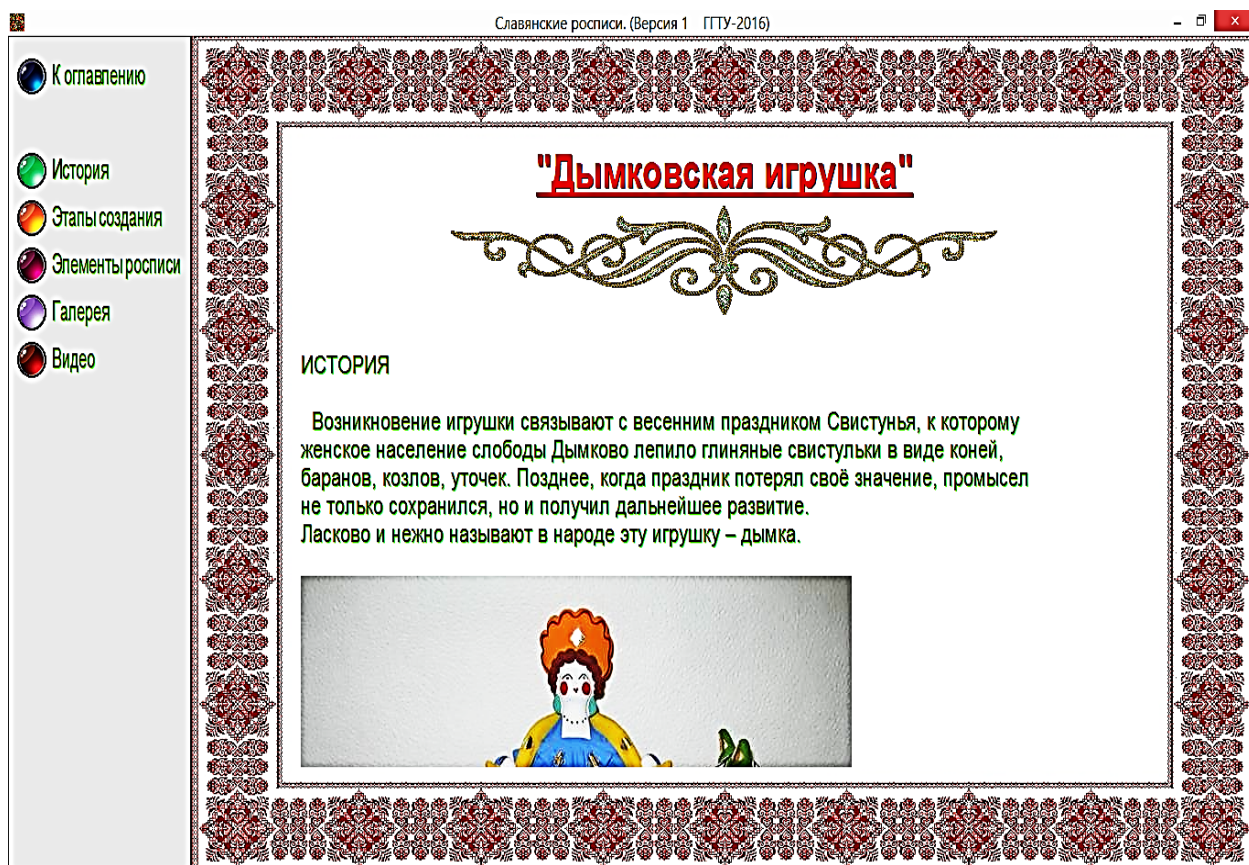 Славянские росписи. (Версия 1 ГГТУ-2016)
К оглавлению
История
Этапы создания
Элементы росписи
Галерея
Видео
"Дымковская игрушка"
ИСТОРИЯ
Возникновение игрушки связывают с весенним праздником Свистунья, к которому
женское население слободы Дымково лепило глиняные свистульки в виде коней,
баранов, козлов, уточек. Позднее, когда праздник потерял своё значение, промысел
не только сохранился, но и получил дальнейшее развитие.
Ласково и нежно называют в народе эту игрушку – дымка.